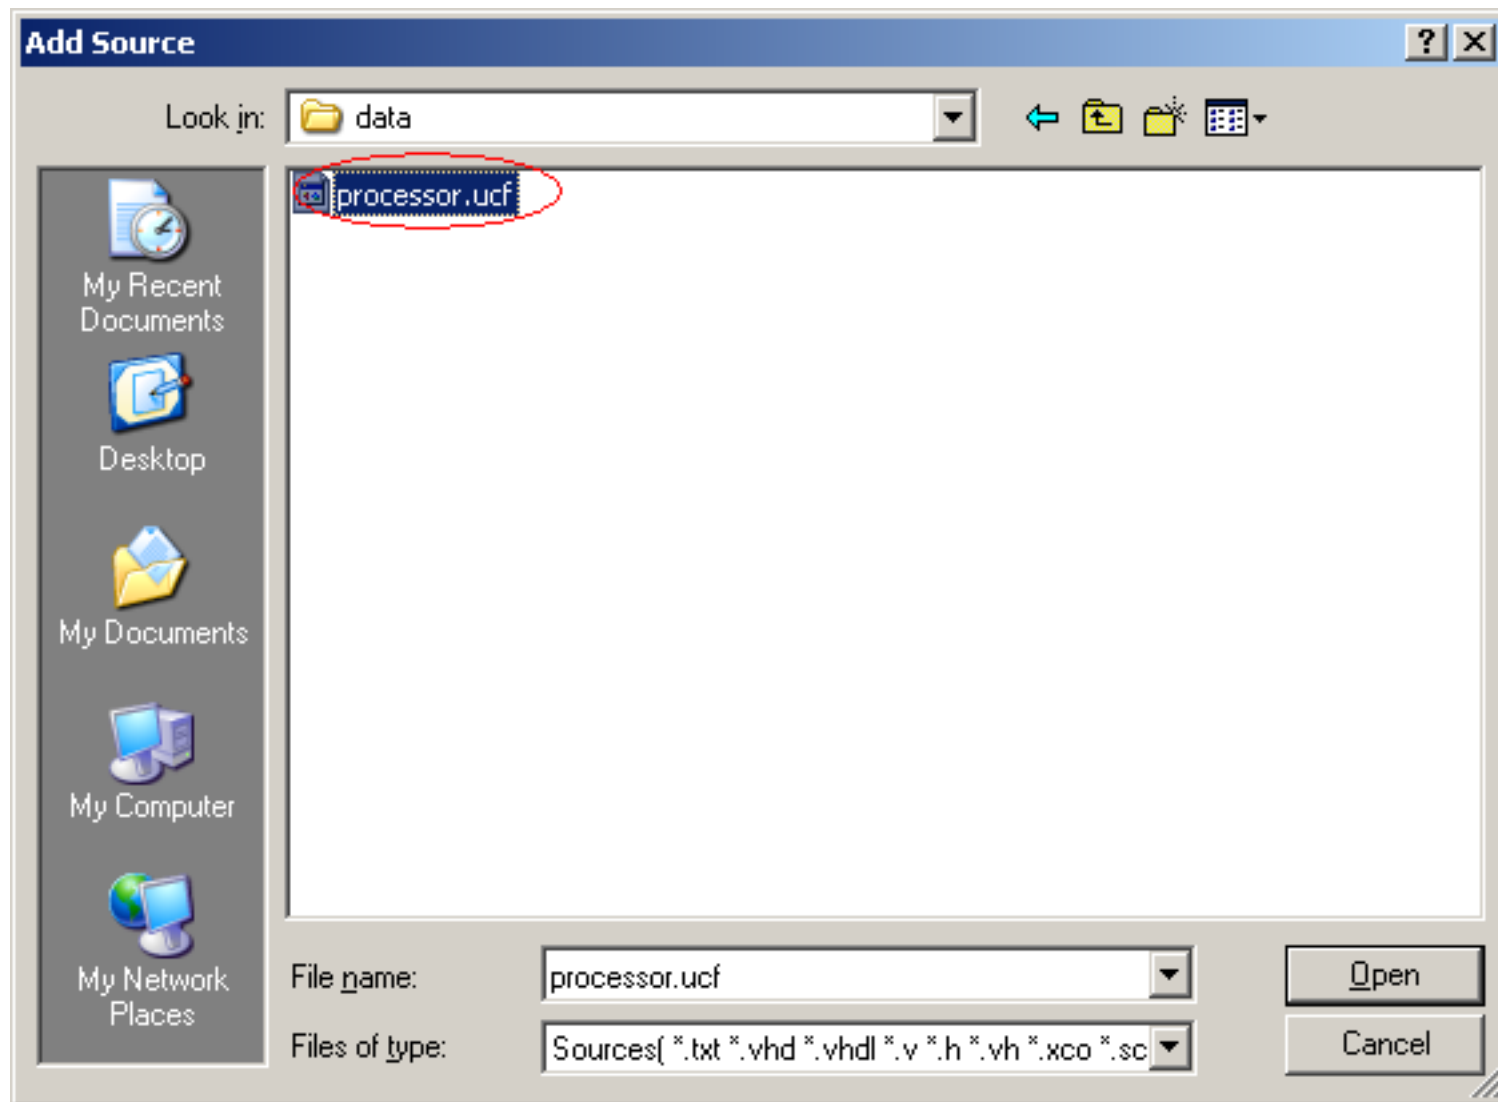 Add Source
Look in:
data
processor.ucf
My Recent
Documents
Desktop
My Documents
My Computer
My Network
Places
File name:
processor.ucf
Open
Files of type:
Sources( *.txt *.vhd *.vhdl *.v *.h *.vh *.xco *.sc
Cancel